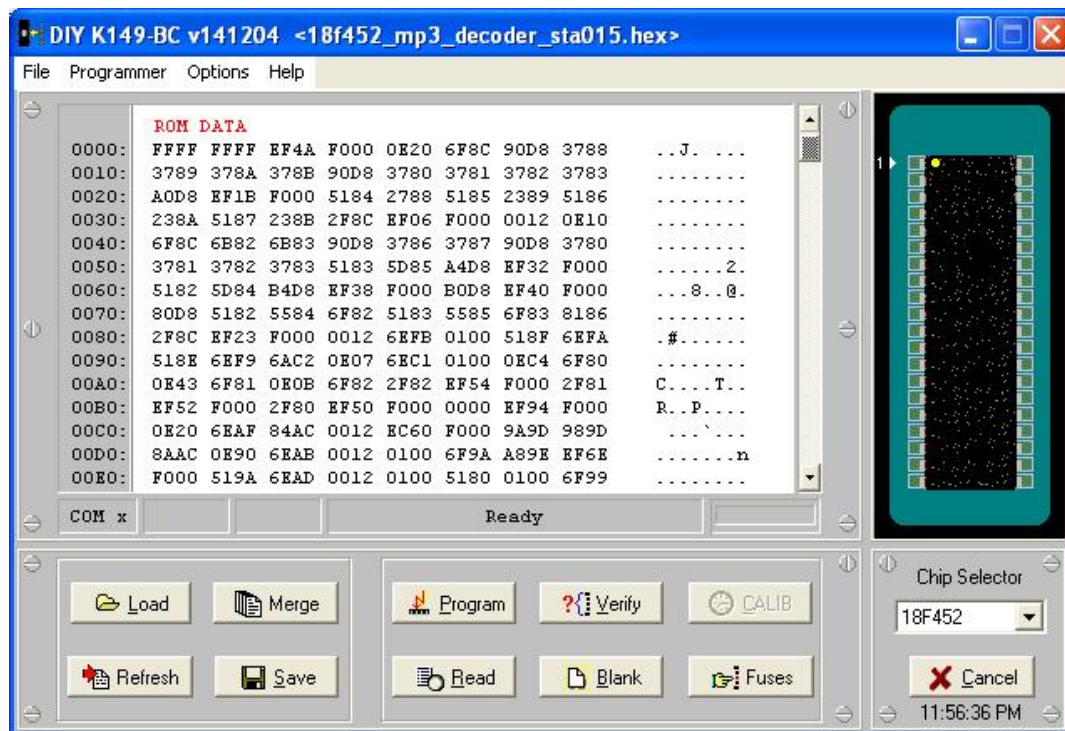 DIY K149-BC v141204 <18f452_mp3_decoder_sta015.hex>
File Programmer Options Help
ROM DATA
0000: FFFF FFFF EF4A F000 0E20 6F8C 90D8 3788 ..J. ....
0010: 3789 378A 378B 90D8 3780 3781 3782 3783 ........
0020: A0D8 EF1B F000 5184 2788 5185 2389 5186 ........
0030: 238A 5187 238B 2F8C EF06 F000 0012 0E10 ........
0040: 6F8C 6B82 6B83 90D8 3786 3787 90D8 3780 ........
0050: 3781 3782 3783 5183 5D85 A4D8 EF32 F000 ......2.
0060: 5182 5D84 B4D8 EF38 F000 B0D8 EF40 F000 ...8..@.
0070: 80D8 5182 5584 6F82 5183 5585 6F83 8186 ........
0080: 2F8C EF23 F000 0012 6EFB 0100 518F 6EFA .#......
0090: 518E 6EF9 6AC2 0E07 6EC1 0100 0EC4 6F80 ........
00A0: 0E43 6F81 0E0B 6F82 2F82 EF54 F000 2F81 C....T..
00B0: EF52 F000 2F80 EF50 F000 0000 EF94 F000 R..P....
00C0: 0E20 6EAF 84AC 0012 EC60 F000 9A9D 989D ...`...
00D0: 8AAC 0E90 6EAB 0012 0100 6F9A A89E EF6E .......n
00E0: F000 519A 6EAD 0012 0100 5180 0100 6F99 ........
1
COM x Ready
Load Merge Program Verify CALIB
Chip Selector
18F452
Refresh Save Read Blank Fuses
Cancel
11:56:36 PM